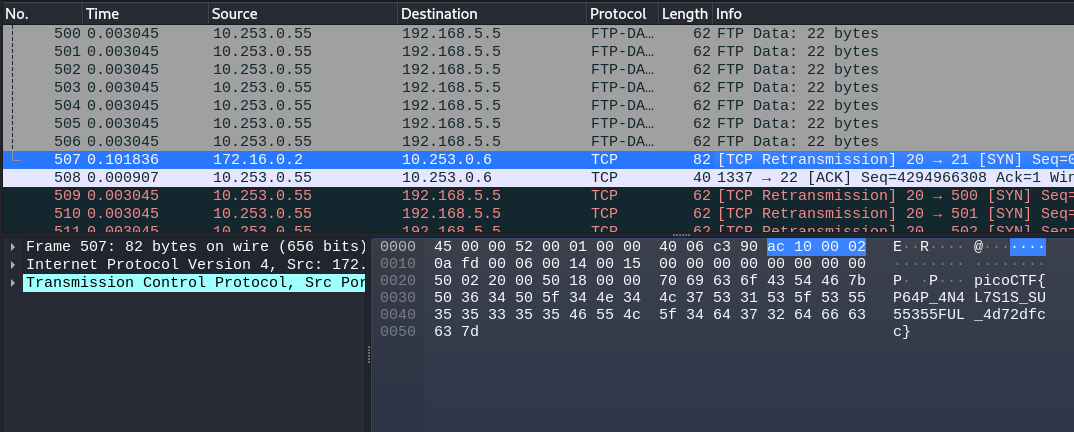 No. Time Source Destination Protocol Length Info
500 0.003045 10.253.0.55 192.168.5.5 FTP-DA… 62 FTP Data: 22 bytes
501 0.003045 10.253.0.55 192.168.5.5 FTP-DA… 62 FTP Data: 22 bytes
502 0.003045 10.253.0.55 192.168.5.5 FTP-DA… 62 FTP Data: 22 bytes
503 0.003045 10.253.0.55 192.168.5.5 FTP-DA… 62 FTP Data: 22 bytes
504 0.003045 10.253.0.55 192.168.5.5 FTP-DA… 62 FTP Data: 22 bytes
505 0.003045 10.253.0.55 192.168.5.5 FTP-DA… 62 FTP Data: 22 bytes
506 0.003045 10.253.0.55 192.168.5.5 FTP-DA… 62 FTP Data: 22 bytes
507 0.101836 172.16.0.2 10.253.0.6 TCP 82 [TCP Retransmission] 20 → 21 [SYN] Seq=0
508 0.000907 10.253.0.55 10.253.0.6 TCP 40 1337 → 22 [ACK] Seq=4294966308 Ack=1 Win
509 0.003045 10.253.0.55 192.168.5.5 TCP 62 [TCP Retransmission] 20 → 500 [SYN] Seq=
510 0.003045 10.253.0.55 192.168.5.5 TCP 62 [TCP Retransmission] 20 → 501 [SYN] Seq=
511 0.003045 10.253.0.55 192.168.5.5 TCP 62 [TCP Retransmission] 20 → 502 [SYN] Seq=
Frame 507: 82 bytes on wire (656 bits)
Internet Protocol Version 4, Src: 172.
Transmission Control Protocol, Src Por
0000 45 00 00 52 00 01 00 00 40 06 c3 90 ac 10 00 02 E··R····@·······
0010 0a fd 00 06 00 14 00 15 00 00 00 00 00 00 00 00 ················
0020 50 02 20 00 50 18 00 00 70 69 63 6f 43 54 46 7b P· ·P···picoCTF{
0030 50 36 34 50 5f 34 4e 34 4c 37 53 31 53 5f 53 55 P64P_4N4L7S1S_SU
0040 35 35 33 35 35 46 55 4c 5f 34 64 37 32 64 66 63 55355FUL_4d72dfc
0050 63 7d c}